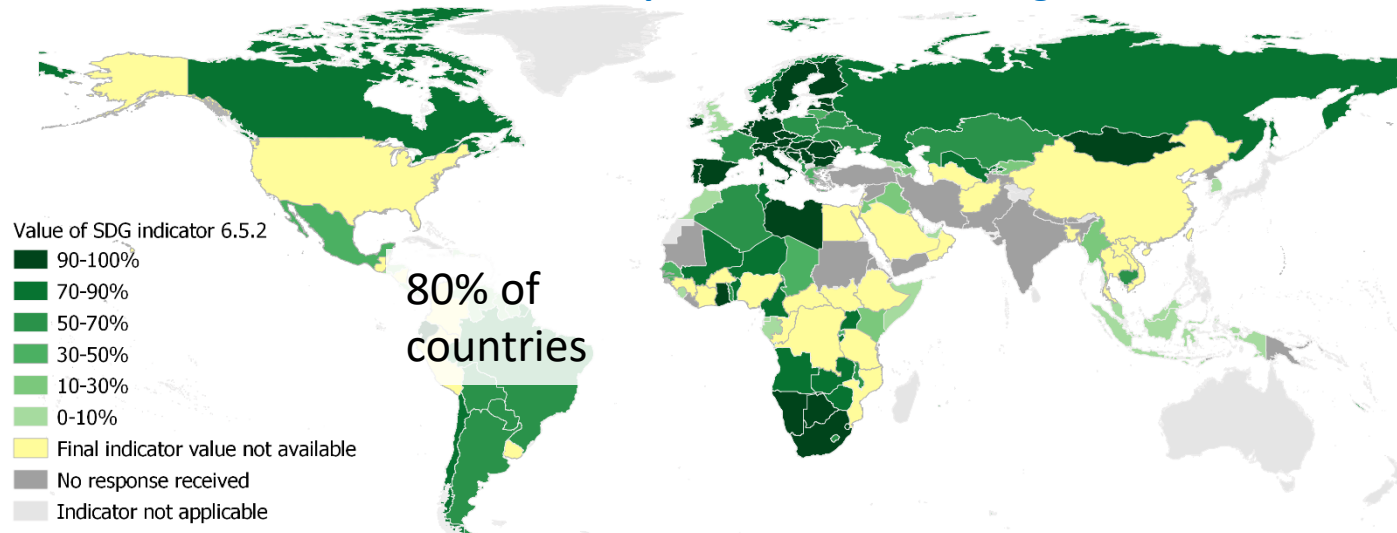 Value of SDG indicator 6.5.2
90-100%
70-90%
50-70%
30-50%
10-30%
0-10%
Final indicator value not available
No response received
Indicator not applicable
80% of
countries